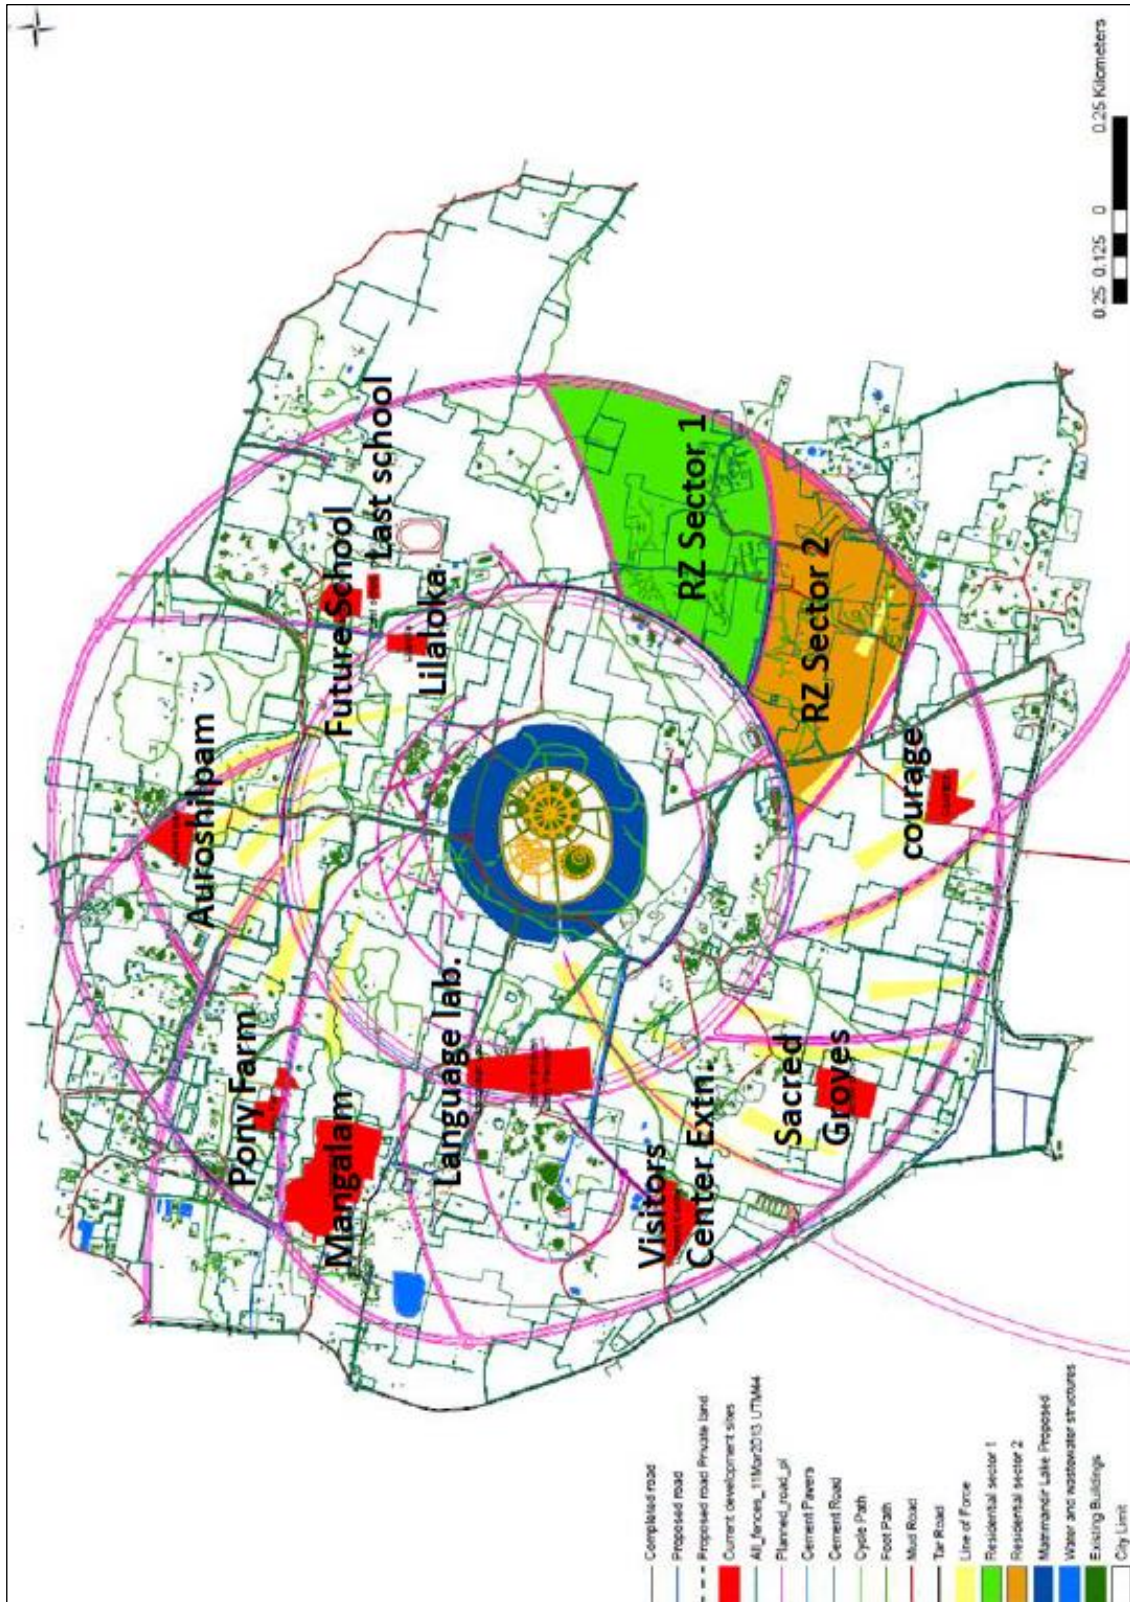 Auroshilpam
Future School
Last school
Lilaloka
Pony Farm
Mangalam
Language lab.
RZ Sector 1
RZ Sector 2
courage
Visitors
Center Extn.
Sacred
Groves
0.25 0.125 0 0.25 Kilometers
Completed road
Proposed road
Proposed road Private land
Current development sites
All_fences_11Mar2013 UTM44
Planned_road_pl
Cement Pavers
Cement Road
Cycle Path
Foot Path
Mud Road
Tar Road
Line of Force
Residential sector 1
Residential sector 2
Matrimandir Lake Proposed
Water and wastewater structures
Existing Buildings
City Limit